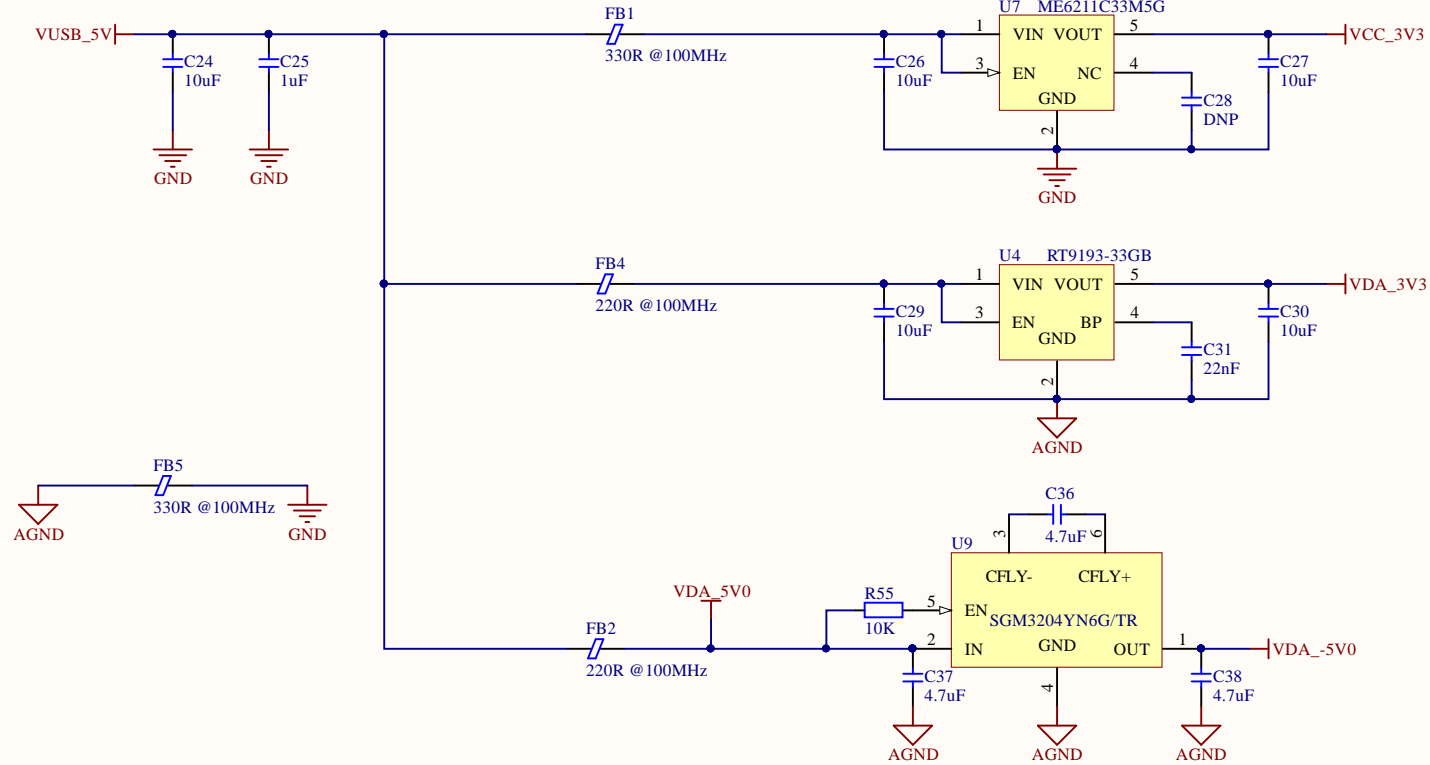 VUSB_5V
C24
10uF
GND
C25
1uF
GND
FB1
330R @100MHz
C26
10uF
U7 ME6211C33M5G
1
VIN VOUT
5
3
EN
NC
4
GND
2
C28
DNP
C27
10uF
VCC_3V3
GND
FB4
220R @100MHz
C29
10uF
U4 RT9193-33GB
1
VIN VOUT
5
3
EN
BP
4
GND
2
C31
22nF
C30
10uF
VDA_3V3
AGND
FB5
330R @100MHz
AGND
GND
FB2
220R @100MHz
VDA_5V0
R55
10K
C37
4.7uF
AGND
U9
C36
4.7uF
3
6
CFLY-
CFLY+
5
EN
SGM3204YN6G/TR
2
IN
GND
OUT
1
4
AGND
VDA_-5V0
C38
4.7uF
AGND